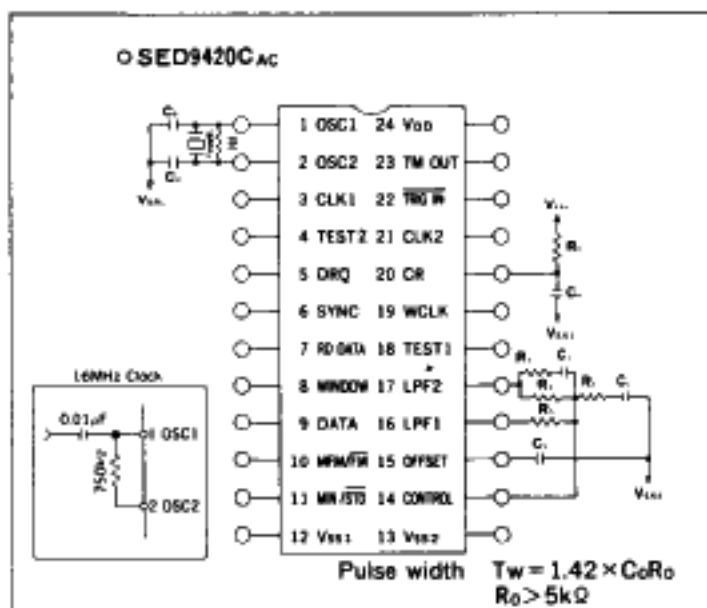 SED9420CAC
1 OSC1 24 VDD
2 OSC2 23 TM OUT
3 CLK1 22 TRG IN
4 TEST2 21 CLK2
5 DRQ 20 CR
6 SYNC 19 WCLK
7 RD DATA 18 TEST1
8 WINDOW 17 LPF2
9 DATA 16 LPF1
10 MFM/FM 15 OFFSET
11 MIN/STD 14 CONTROL
12 VSS1 13 VSS2
16MHz Clock
0.01μF
1 OSC1
2 OSC2
Pulse width Tw = 1.42 × C₀R₀
R₀ > 5kΩ